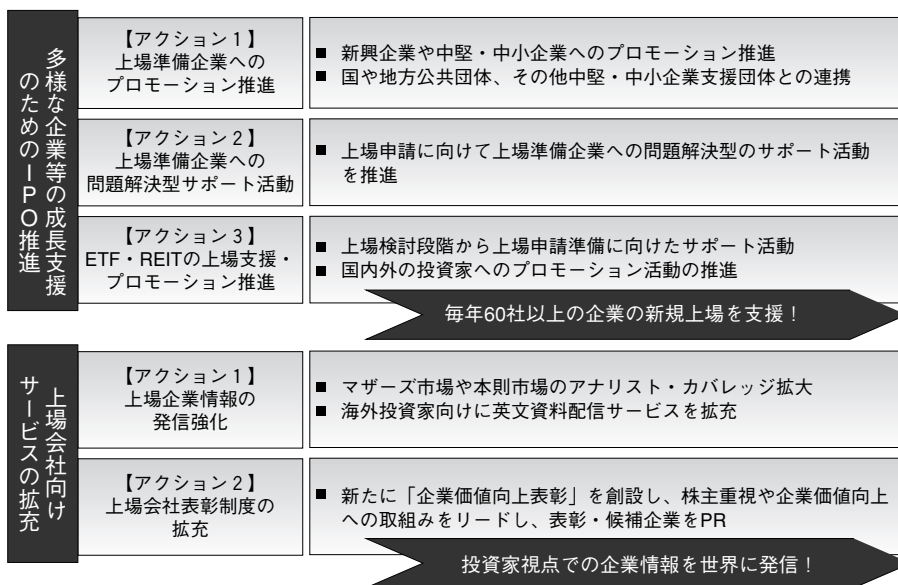 多様な企業等の成長支援
のためのIPO推進
【アクション1】
上場準備企業への
プロモーション推進
■ 新興企業や中堅・中小企業へのプロモーション推進
■ 国や地方公共団体、その他中堅・中小企業支援団体との連携
【アクション2】
上場準備企業への
問題解決型サポート活動
■ 上場申請に向けて上場準備企業への問題解決型のサポート活動
を推進
【アクション3】
ETF・REITの上場支援・
プロモーション推進
■ 上場検討段階から上場申請準備に向けたサポート活動
■ 国内外の投資家へのプロモーション活動の推進
毎年60社以上の企業の新規上場を支援！
上場会社向け
サービスの拡充
【アクション1】
上場企業情報の
発信強化
■ マザーズ市場や本則市場のアナリスト・カバレッジ拡大
■ 海外投資家向けに英文資料配信サービスを拡充
【アクション2】
上場会社表彰制度の
拡充
■ 新たに「企業価値向上表彰」を創設し、株主重視や企業価値向上
への取組みをリードし、表彰・候補企業をPR
投資家視点での企業情報を世界に発信！